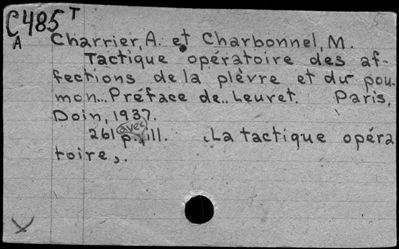 C485T
A
Charrier, A. et Charbonnel, M.
Tactique opératoire des af-
fections de la plèvre et du pou-
mon... Préface de.. Leuret. Paris,
Doin, 1937.
261 p. avec ill. (La tactique opéra
toire,.